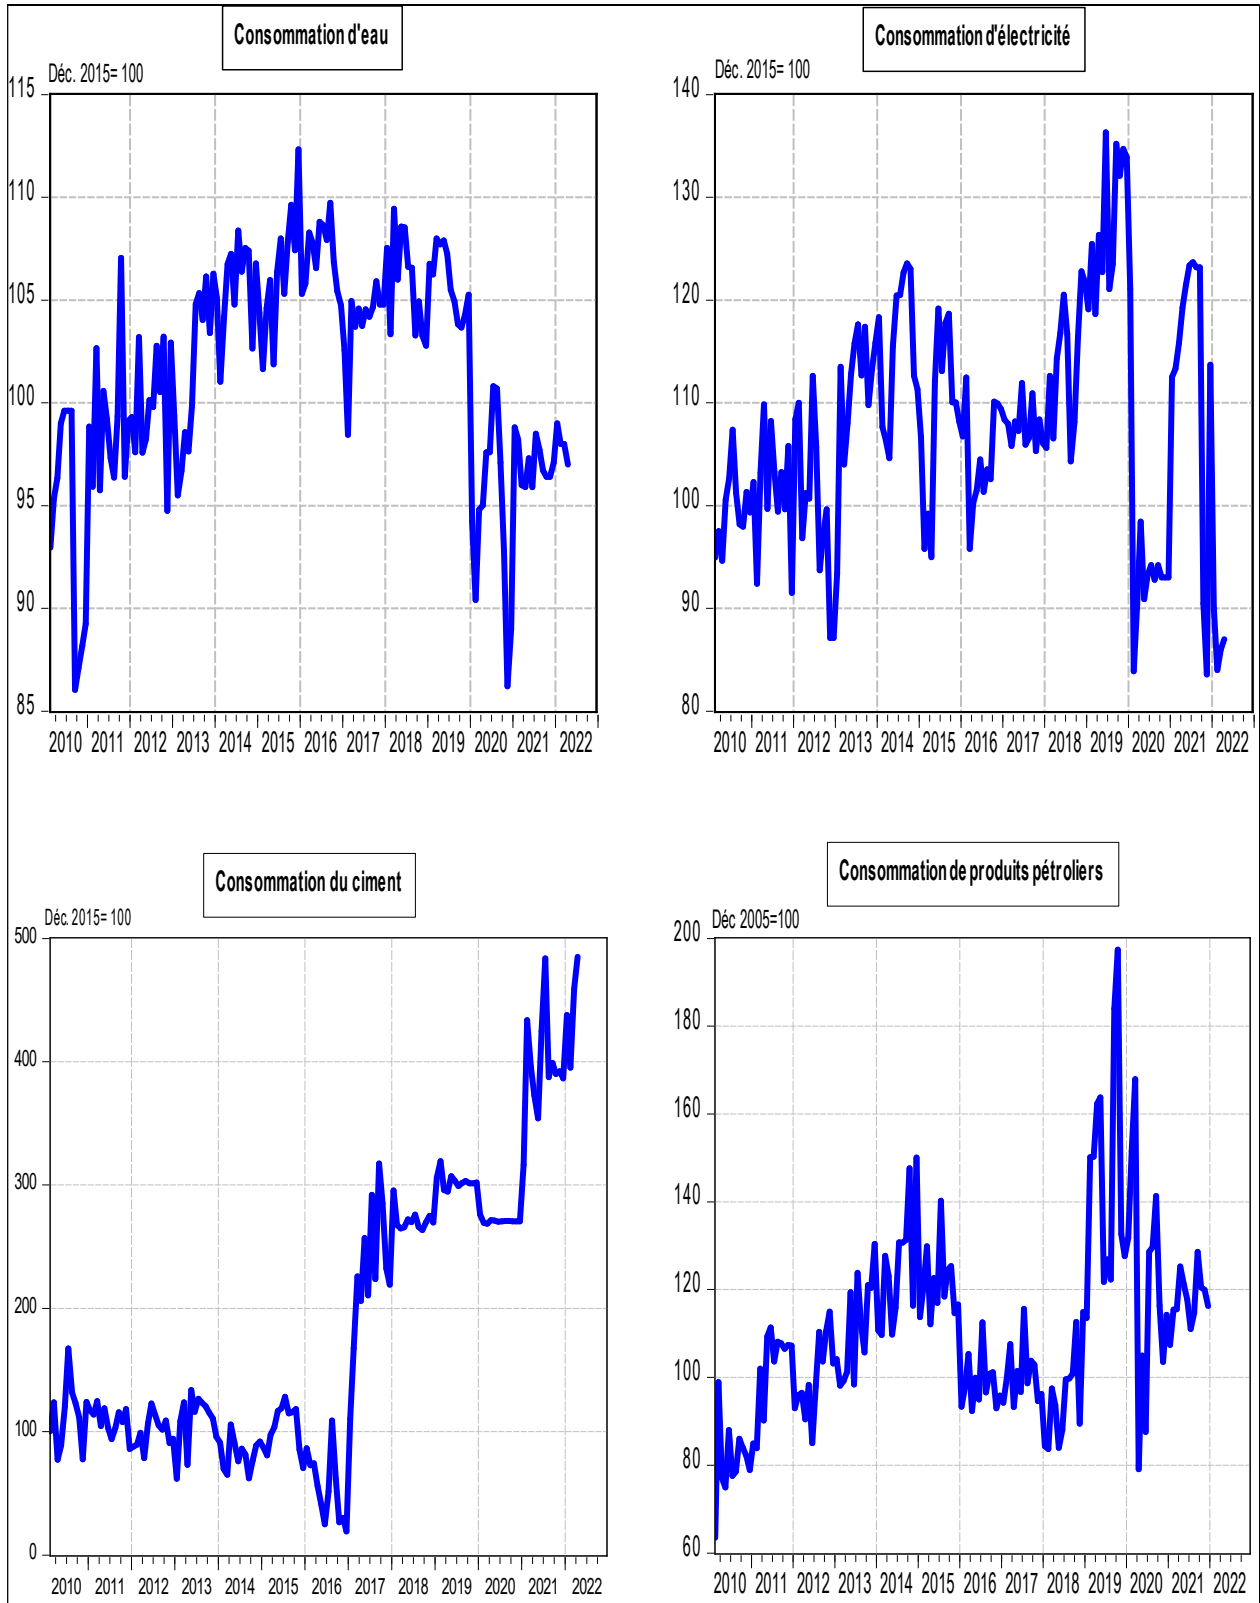 Consommation d'eau
Déc. 2015= 100
115
110
105
100
95
90
85
2010 2011 2012 2013 2014 2015 2016 2017 2018 2019 2020 2021 2022
Consommation d'électricité
Déc. 2015= 100
140
130
120
110
100
90
80
2010 2011 2012 2013 2014 2015 2016 2017 2018 2019 2020 2021 2022
Consommation du ciment
Déc. 2015= 100
500
400
300
200
100
0
2010 2011 2012 2013 2014 2015 2016 2017 2018 2019 2020 2021 2022
Consommation de produits pétroliers
Déc 2005=100
200
180
160
140
120
100
80
60
2010 2011 2012 2013 2014 2015 2016 2017 2018 2019 2020 2021 2022